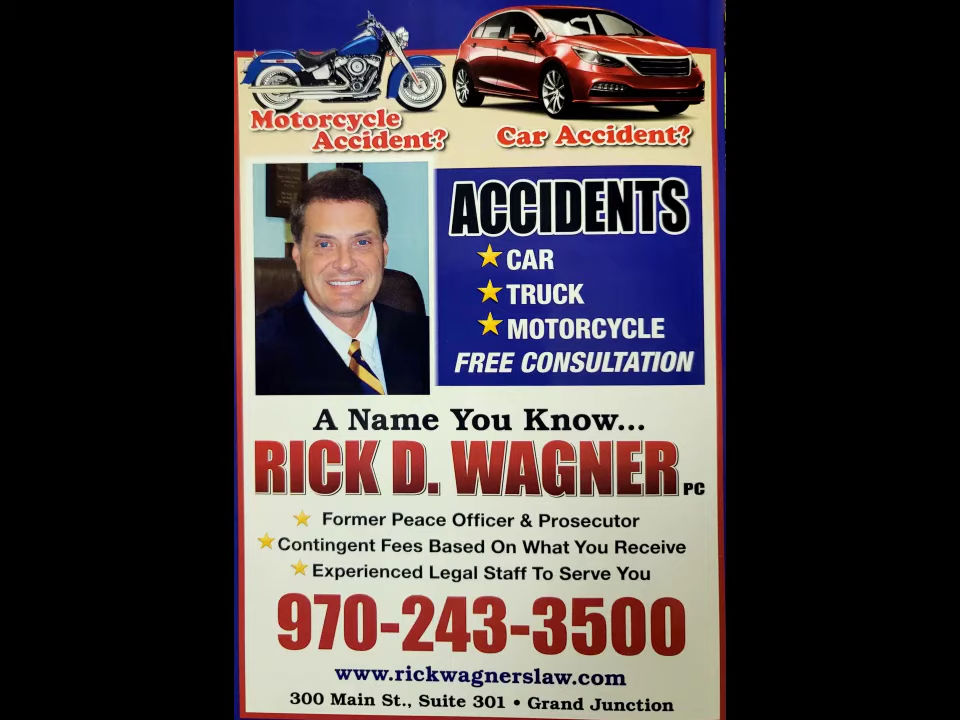 Motorcycle
Accident?
Car Accident?
ACCIDENTS
CAR
TRUCK
MOTORCYCLE
FREE CONSULTATION
A Name You Know...
RICK D. WAGNER PC
Former Peace Officer & Prosecutor
Contingent Fees Based On What You Receive
Experienced Legal Staff To Serve You
970-243-3500
www.rickwagnerslaw.com
300 Main St., Suite 301 • Grand Junction